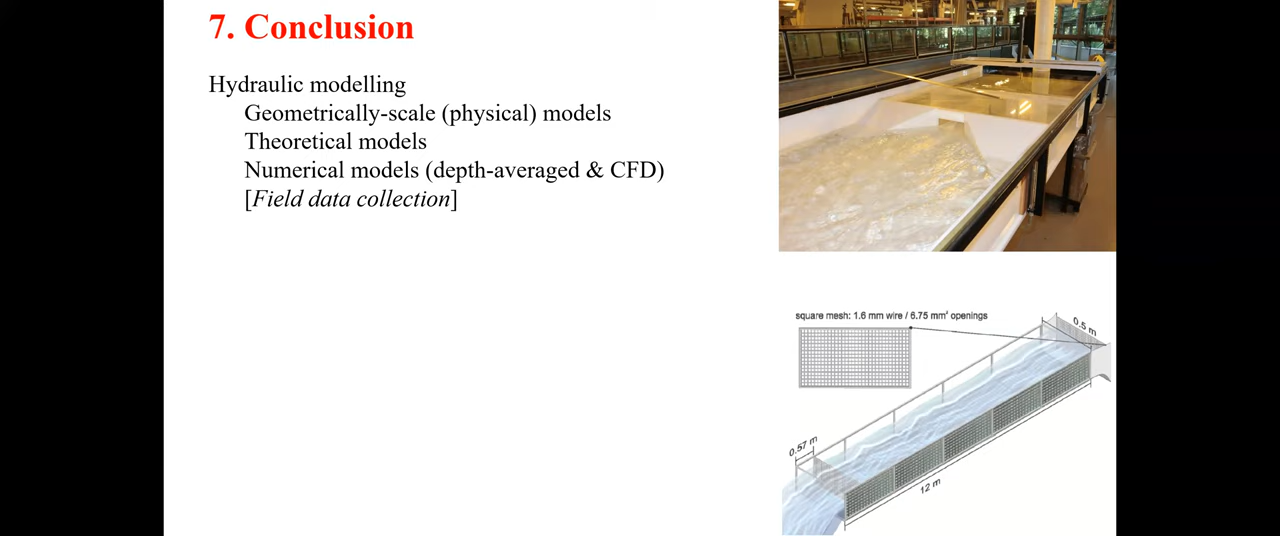 7. Conclusion
Hydraulic modelling
Geometrically-scale (physical) models
Theoretical models
Numerical models (depth-averaged & CFD)
[Field data collection]
square mesh: 1.6 mm wire / 6.75 mm² openings
0.5 m
0.57 m
12 m